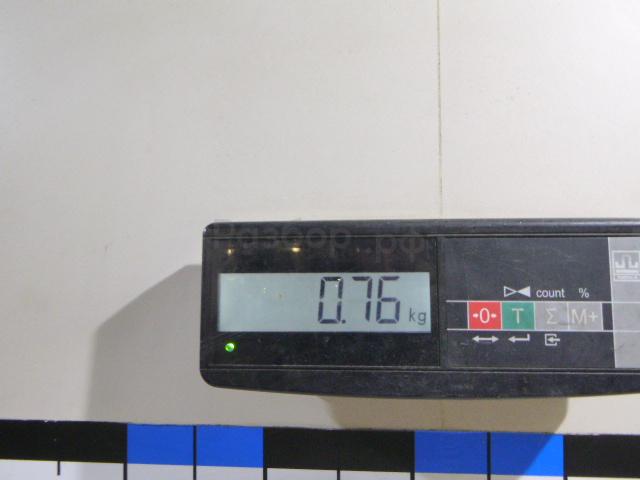 Разбор.рф
0.76 kg
count %
→0← T Σ M+